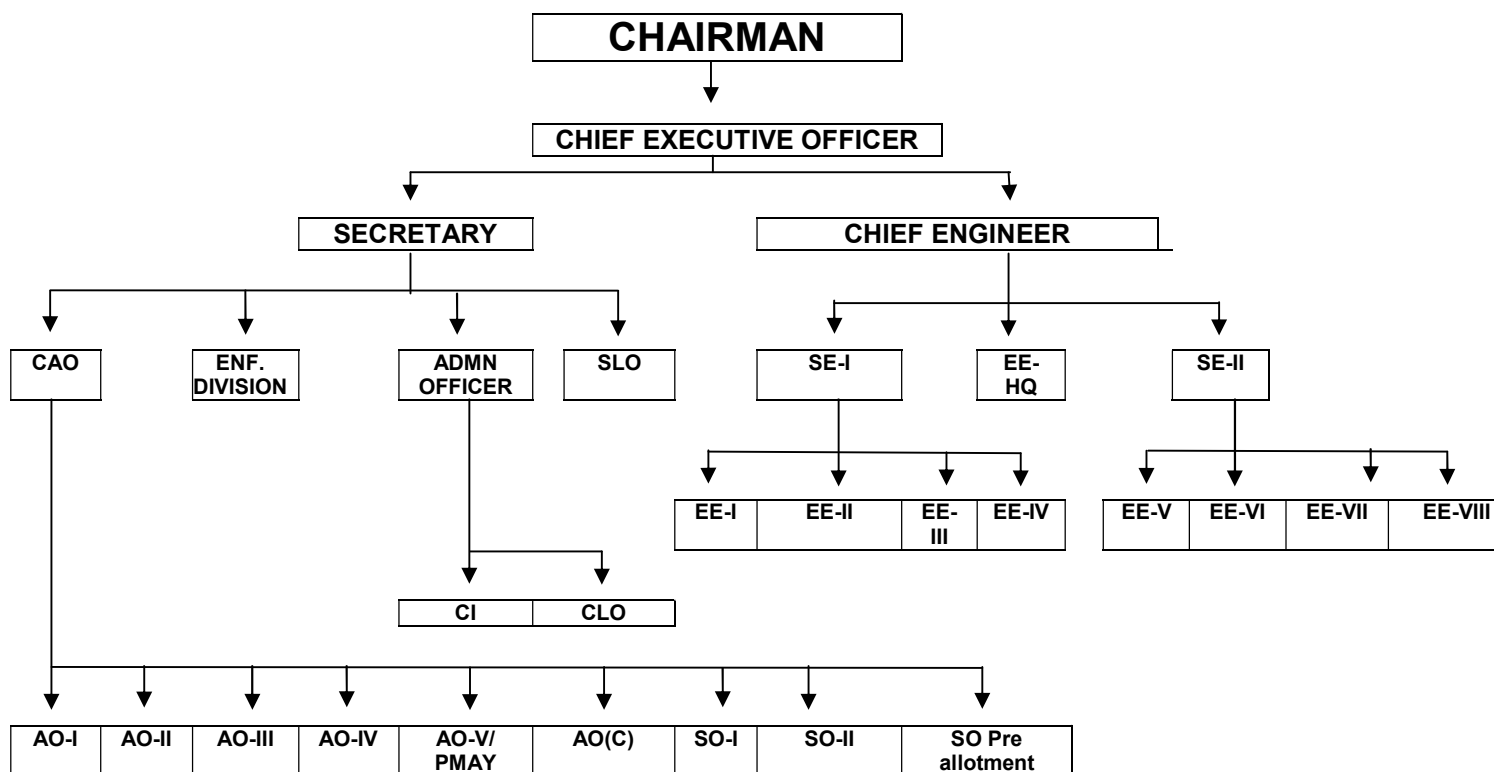 CHAIRMAN
CHIEF EXECUTIVE OFFICER
SECRETARY
CHIEF ENGINEER
CAO
ENF.
DIVISION
ADMN
OFFICER
SLO
SE-I
EE-
HQ
SE-II
EE-I
EE-II
EE-
III
EE-IV
EE-V
EE-VI
EE-VII
EE-VIII
CI
CLO
AO-I
AO-II
AO-III
AO-IV
AO-V/
PMAY
AO(C)
SO-I
SO-II
SO Pre
allotment